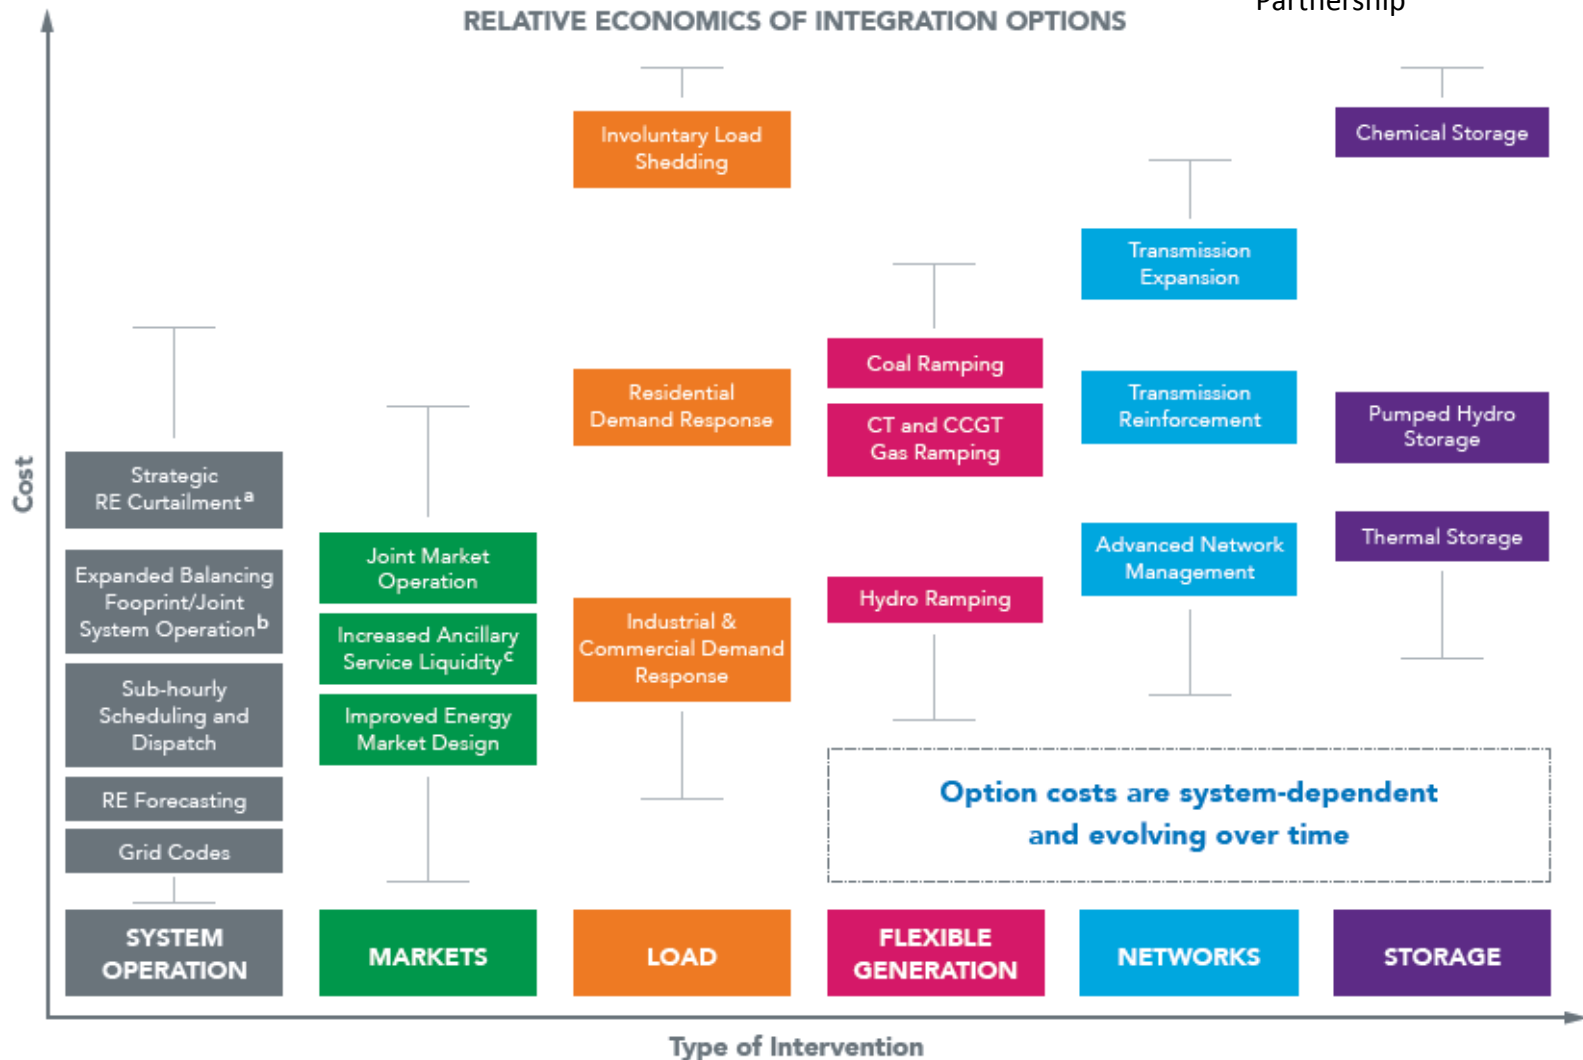 Partnership
RELATIVE ECONOMICS OF INTEGRATION OPTIONS
Cost
Strategic
RE Curtailmentᵃ
Expanded Balancing
Fooprint/Joint
System Operationᵇ
Sub-hourly
Scheduling and
Dispatch
RE Forecasting
Grid Codes
SYSTEM
OPERATION
Joint Market
Operation
Increased Ancillary
Service Liquidityᶜ
Improved Energy
Market Design
MARKETS
Involuntary Load
Shedding
Residential
Demand Response
Industrial &
Commercial Demand
Response
LOAD
Coal Ramping
CT and CCGT
Gas Ramping
Hydro Ramping
FLEXIBLE
GENERATION
Transmission
Expansion
Transmission
Reinforcement
Advanced Network
Management
NETWORKS
Chemical Storage
Pumped Hydro
Storage
Thermal Storage
STORAGE
Option costs are system-dependent
and evolving over time
Type of Intervention